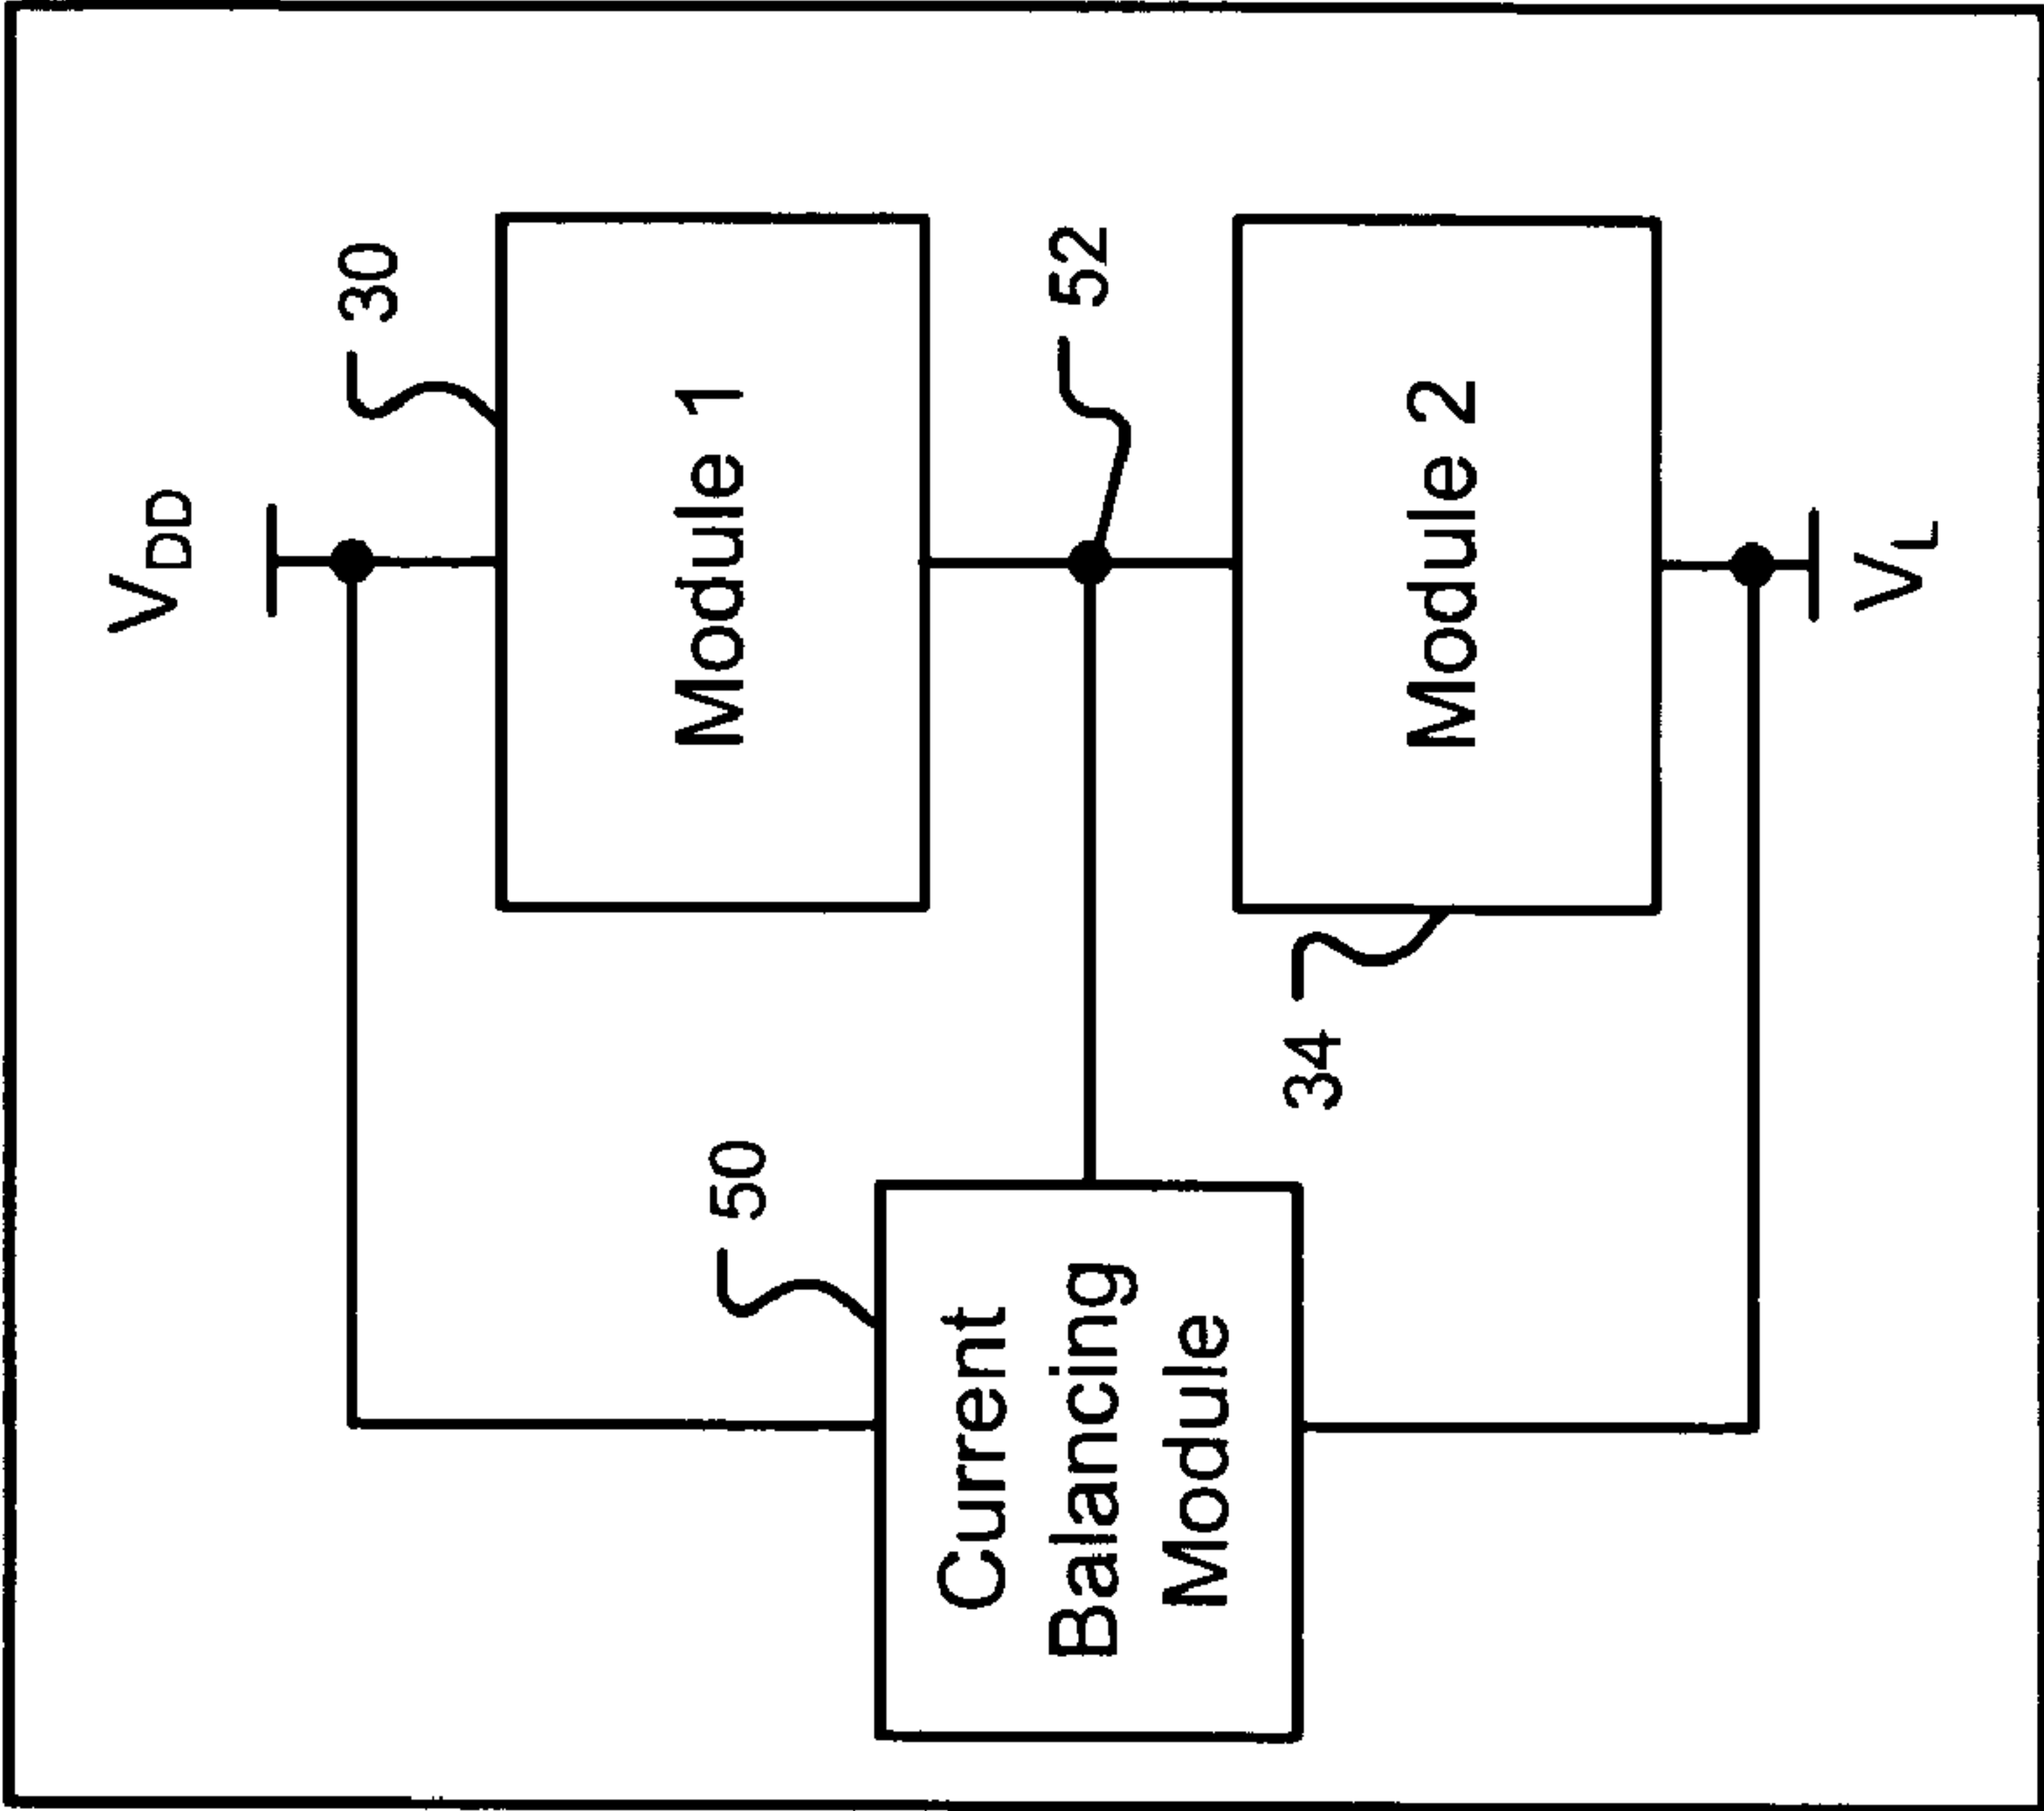 V_DD
30
Module 1
50
Current
Balancing
Module
52
34
Module 2
V_L